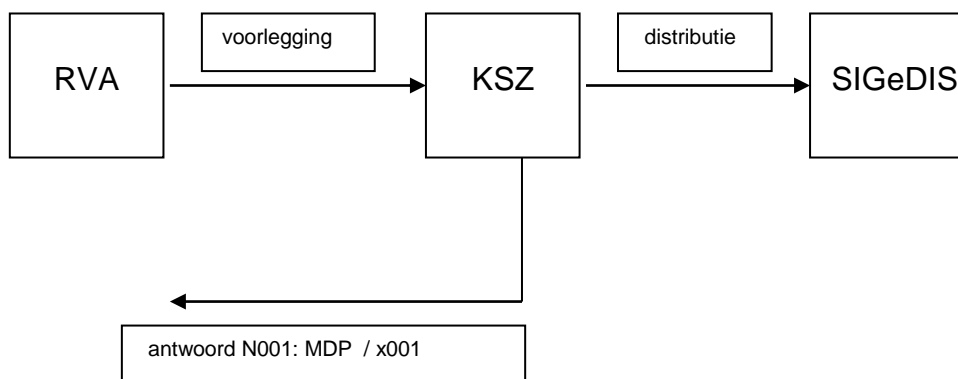 voorlegging
distributie
RVA
KSZ
SIGeDIS
antwoord N001: MDP / x001